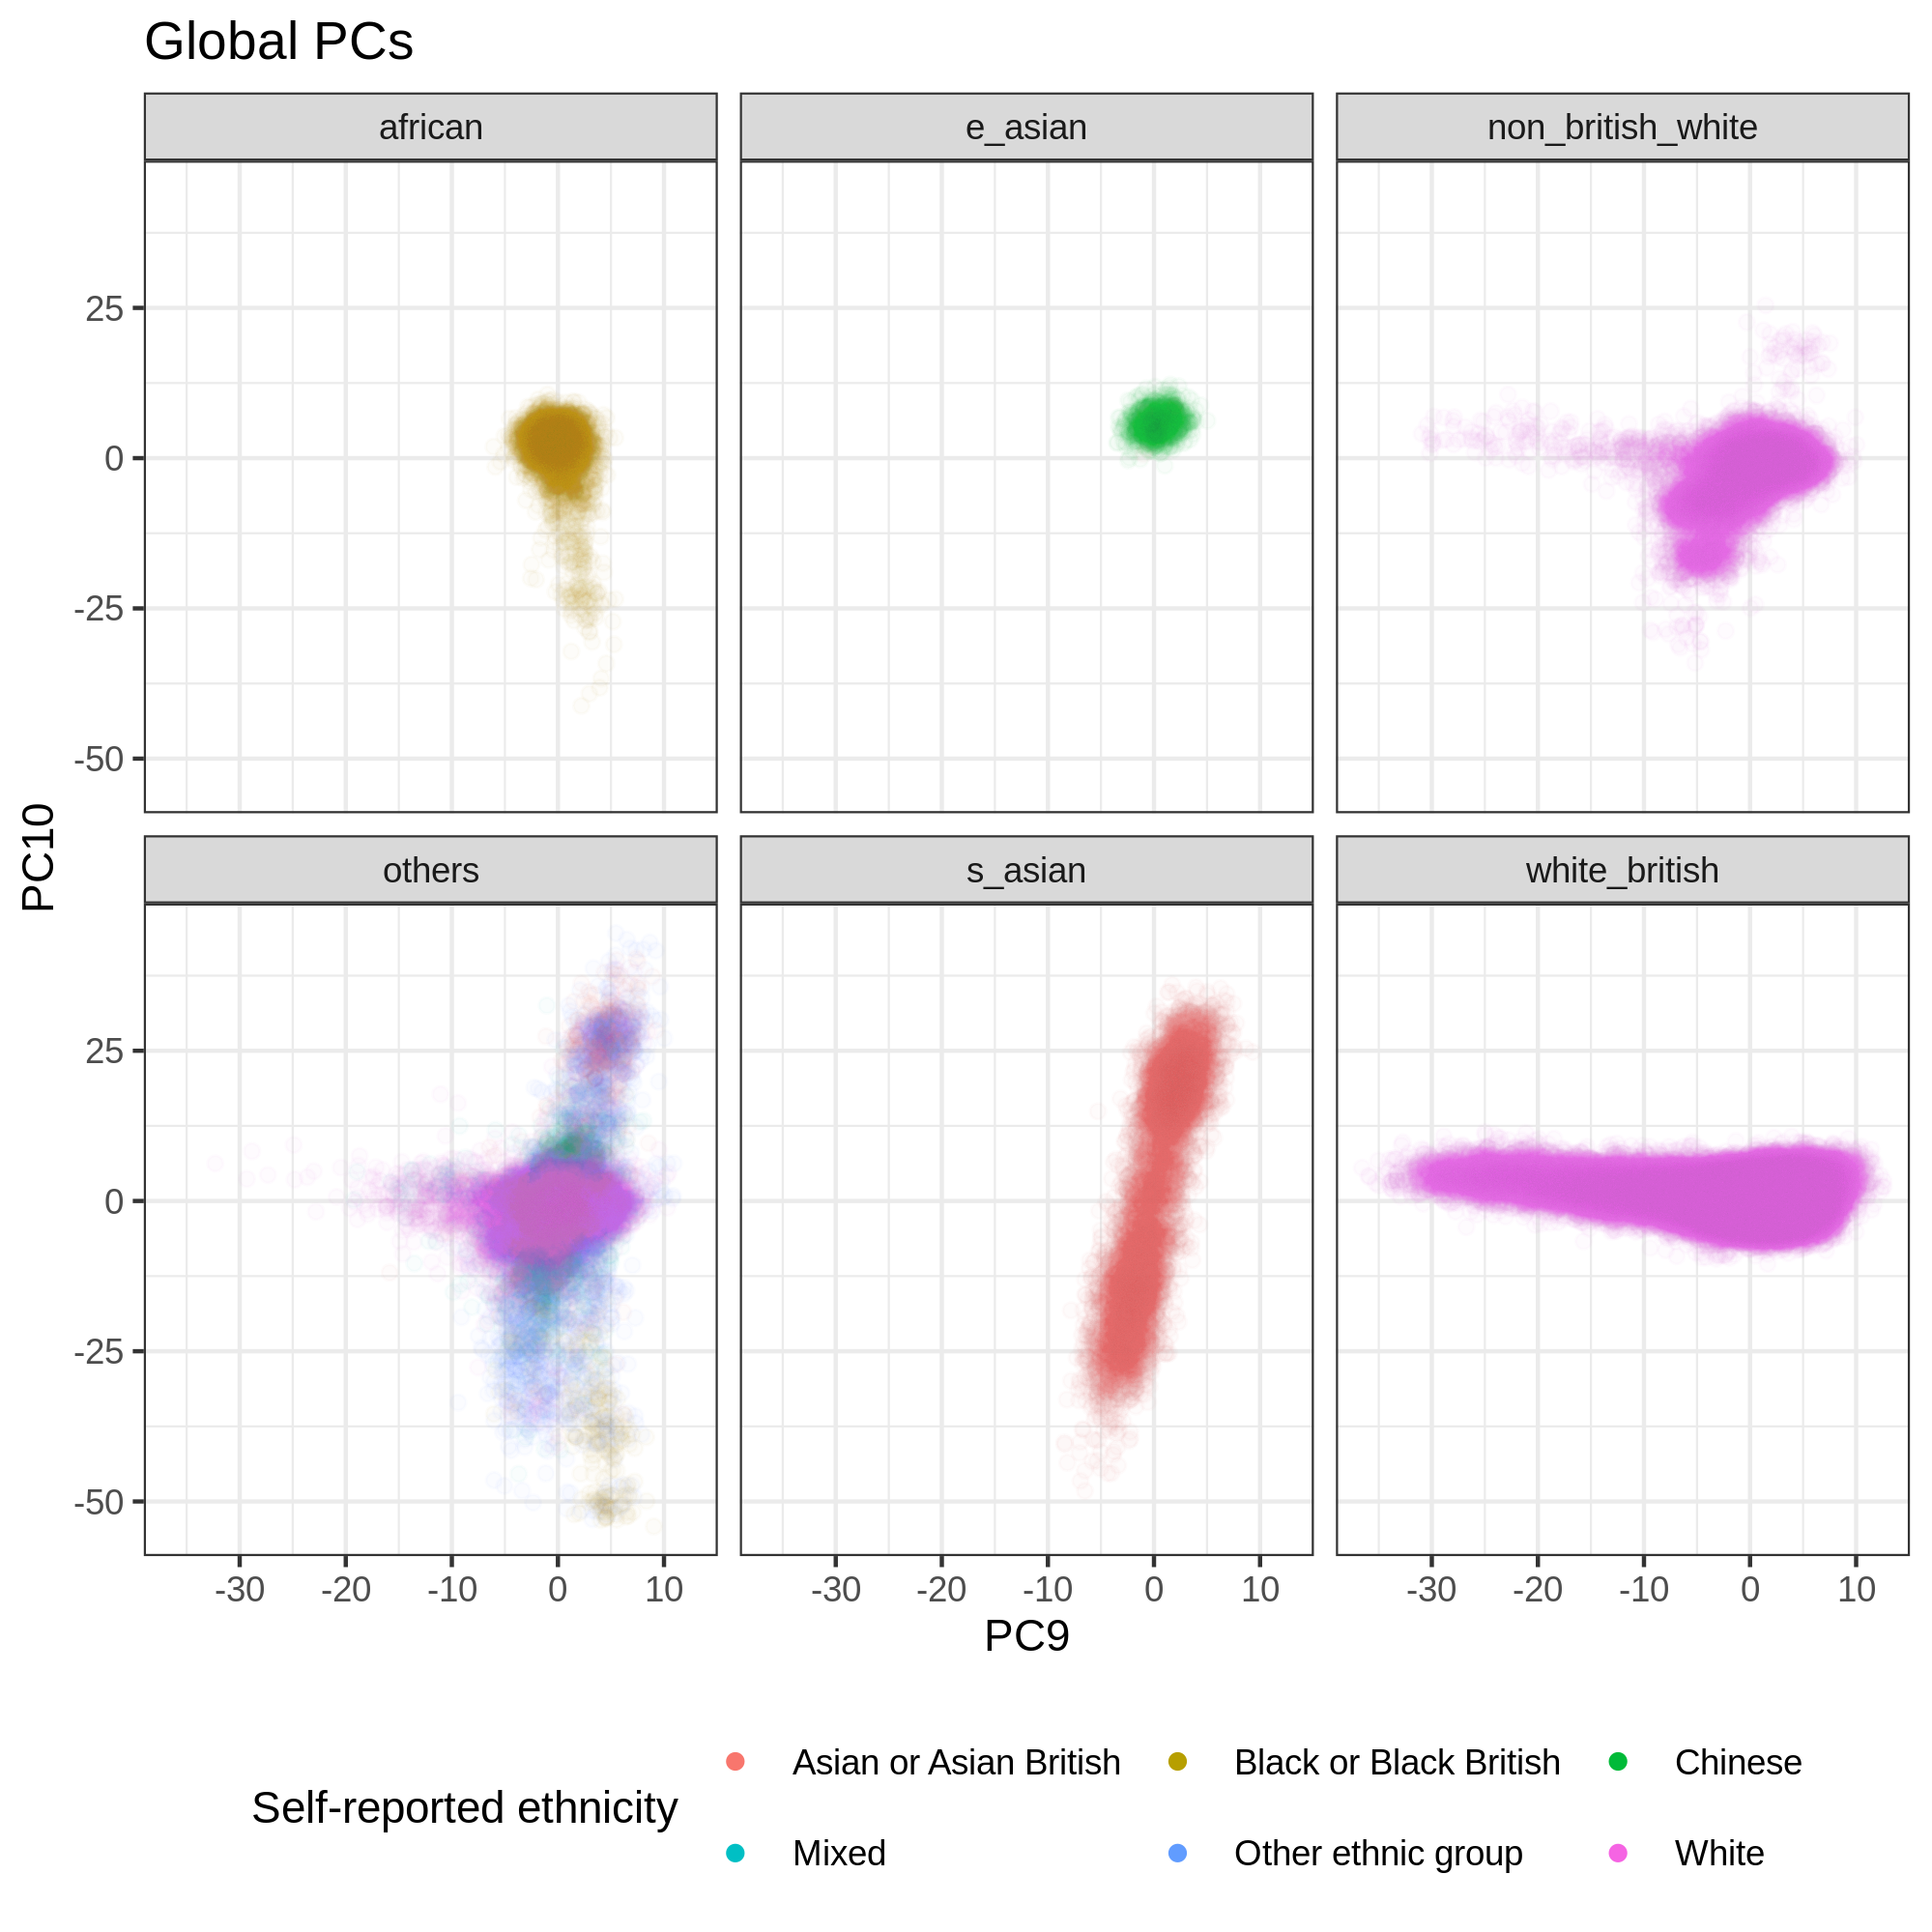 Global PCs
african e_asian non_british_white
25
0
-25
-50
PC10
others s_asian white_british
25
0
-25
-50
-30 -20 -10 0 10 -30 -20 -10 0 10 -30 -20 -10 0 10
PC9
Self-reported ethnicity
Asian or Asian British Black or Black British Chinese
Mixed Other ethnic group White